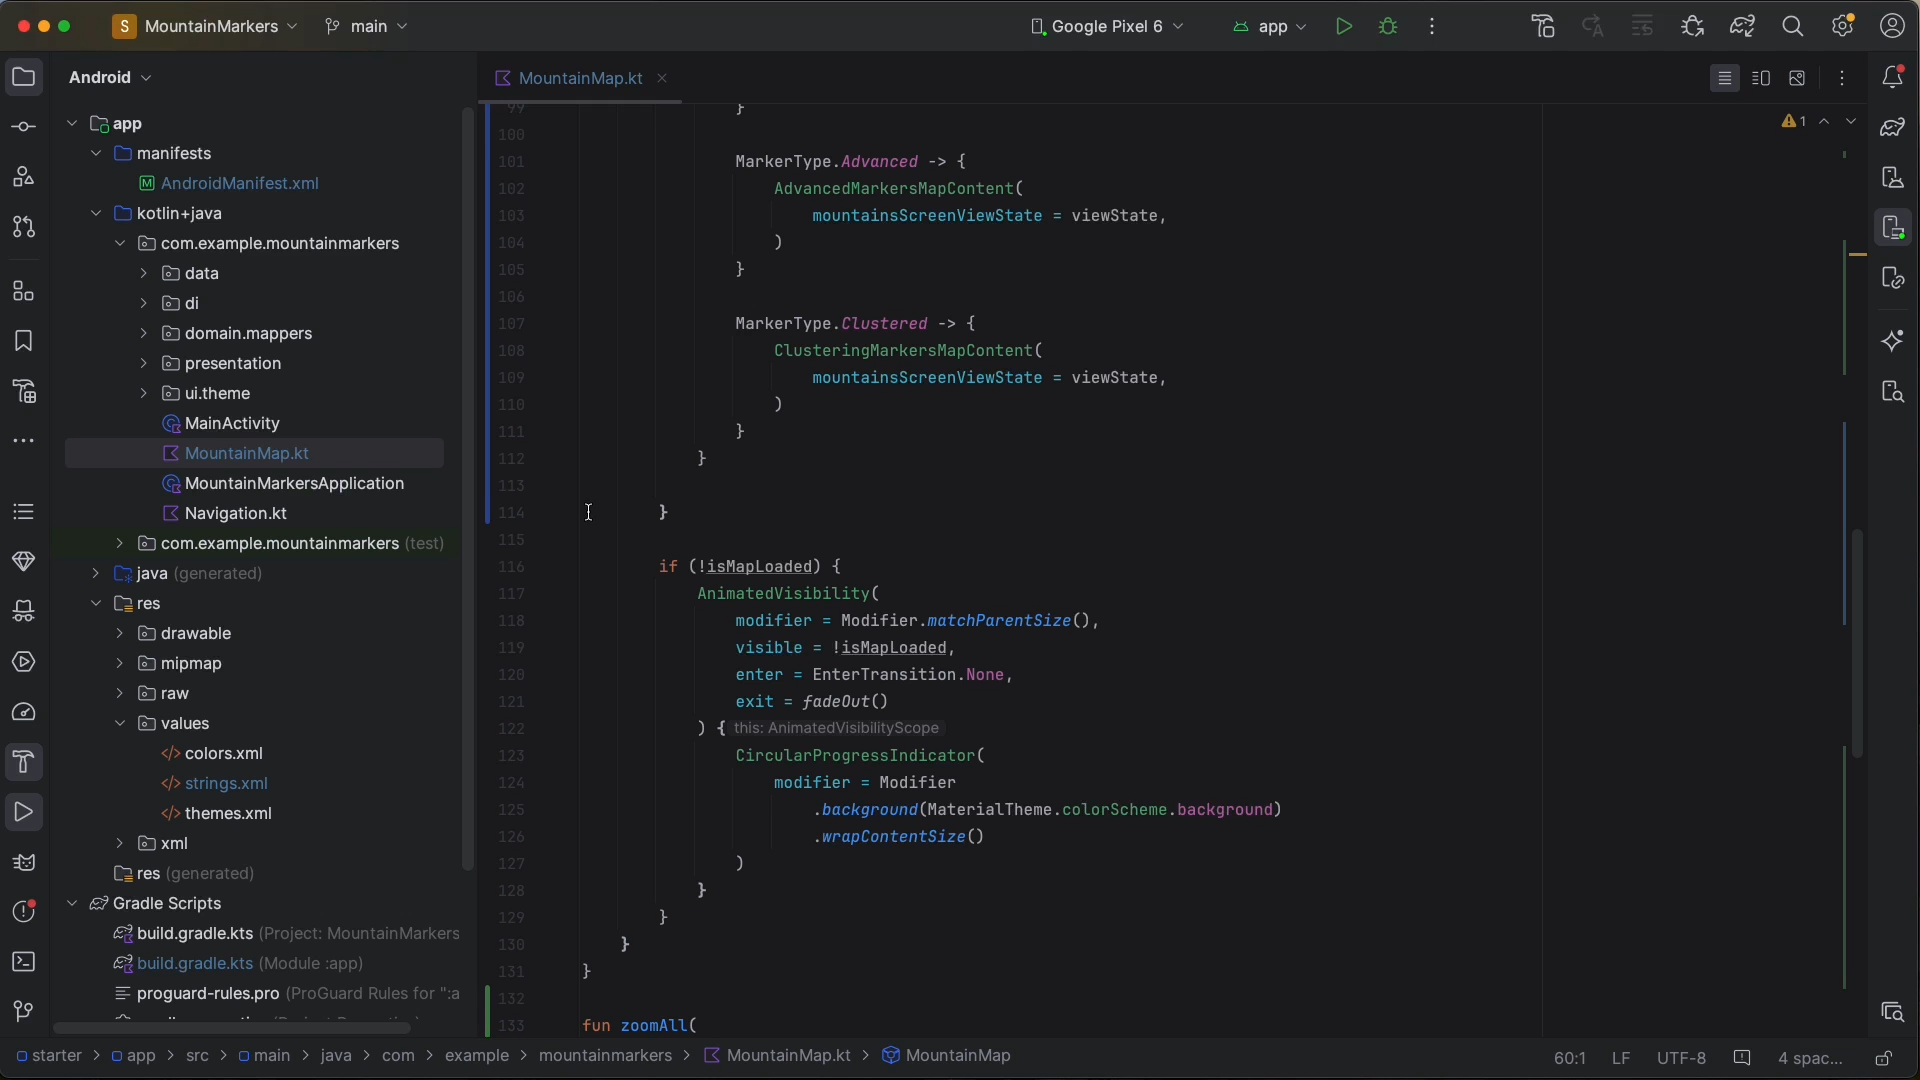 S MountainMarkers main Google Pixel 6 app
Android
MountainMap.kt
app
manifests
AndroidManifest.xml
kotlin+java
com.example.mountainmarkers
data
di
domain.mappers
presentation
ui.theme
MainActivity
MountainMap.kt
MountainMarkersApplication
Navigation.kt
com.example.mountainmarkers (test)
java (generated)
res
drawable
mipmap
raw
values
colors.xml
strings.xml
themes.xml
xml
res (generated)
Gradle Scripts
build.gradle.kts (Project: MountainMarkers
build.gradle.kts (Module :app)
proguard-rules.pro (ProGuard Rules for ":a
1
99 }
100
101 MarkerType.Advanced -> {
102 AdvancedMarkersMapContent(
103 mountainsScreenViewState = viewState,
104 )
105 }
106
107 MarkerType.Clustered -> {
108 ClusteringMarkersMapContent(
109 mountainsScreenViewState = viewState,
110 )
111 }
112 }
113
114 }
115
116 if (!isMapLoaded) {
117 AnimatedVisibility(
118 modifier = Modifier.matchParentSize(),
119 visible = !isMapLoaded,
120 enter = EnterTransition.None,
121 exit = fadeOut()
122 ) { this: AnimatedVisibilityScope
123 CircularProgressIndicator(
124 modifier = Modifier
125 .background(MaterialTheme.colorScheme.background)
126 .wrapContentSize()
127 )
128 }
129 }
130 }
131 }
132
133 fun zoomAll(
starter > app > src > main > java > com > example > mountainmarkers > MountainMap.kt > MountainMap
60:1 LF UTF-8 4 spac...